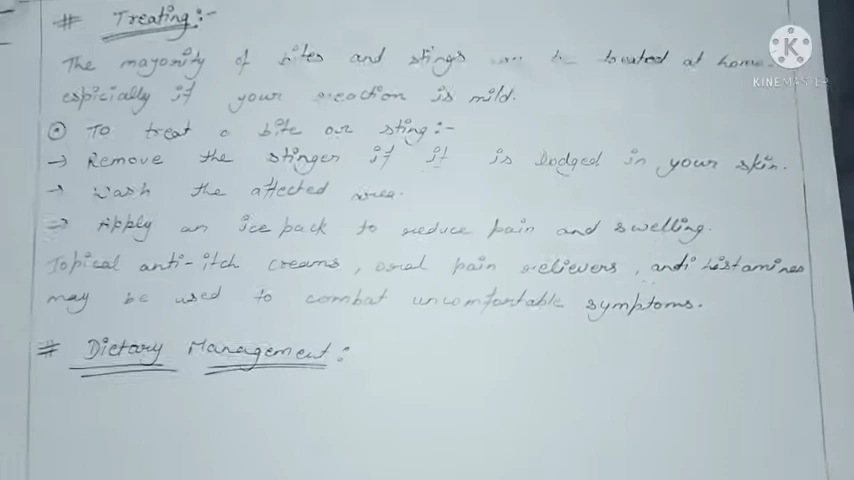 # Treating:-
The majority of bites and stings can be treated at home.
espicially if your reaction is mild.
To treat a bite or sting:-
→ Remove the stinger if it is lodged in your skin.
→ Wash the affected area.
→ Apply an ice pack to reduce pain and swelling.
Topical anti-itch creams, oral pain relievers, anti histamines
may be used to combat uncomfortable symptoms.
# Dietary Management:
K
KINEMASTER